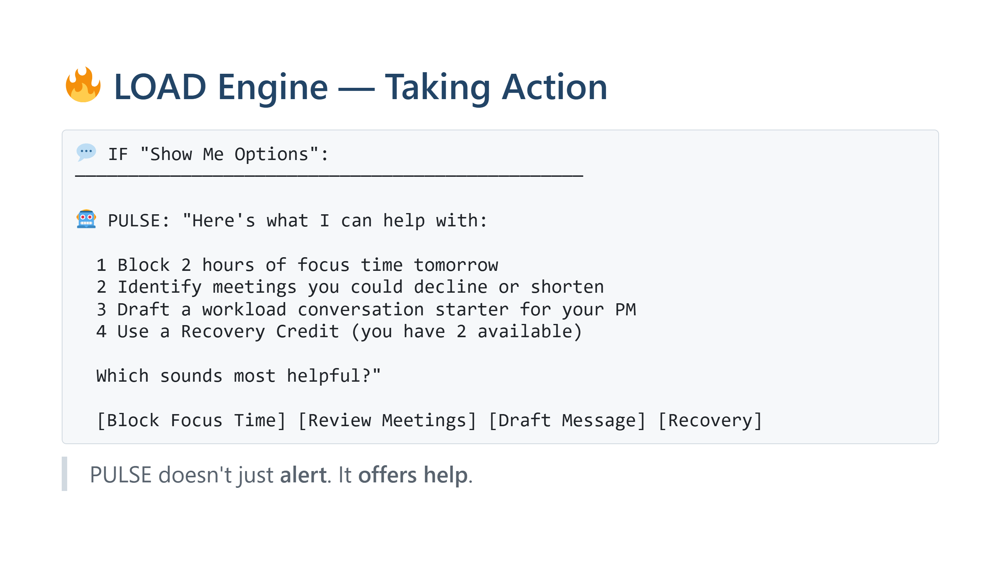 🔥 LOAD Engine — Taking Action
💬 IF "Show Me Options":
────────────────────────────────────────────────
🤖 PULSE: "Here's what I can help with:
1 Block 2 hours of focus time tomorrow
2 Identify meetings you could decline or shorten
3 Draft a workload conversation starter for your PM
4 Use a Recovery Credit (you have 2 available)
Which sounds most helpful?"
[Block Focus Time] [Review Meetings] [Draft Message] [Recovery]
PULSE doesn't just alert. It offers help.